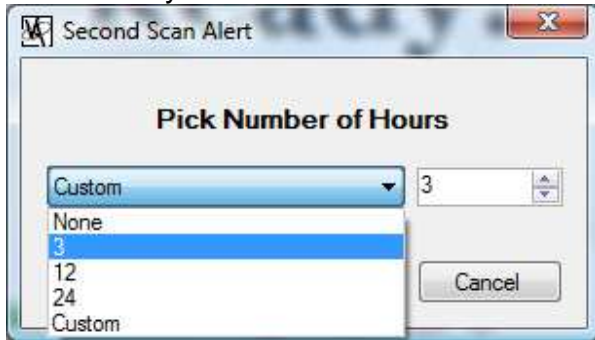 Second Scan Alert
Pick Number of Hours
Custom 3
None
3
12
24
Custom
Cancel